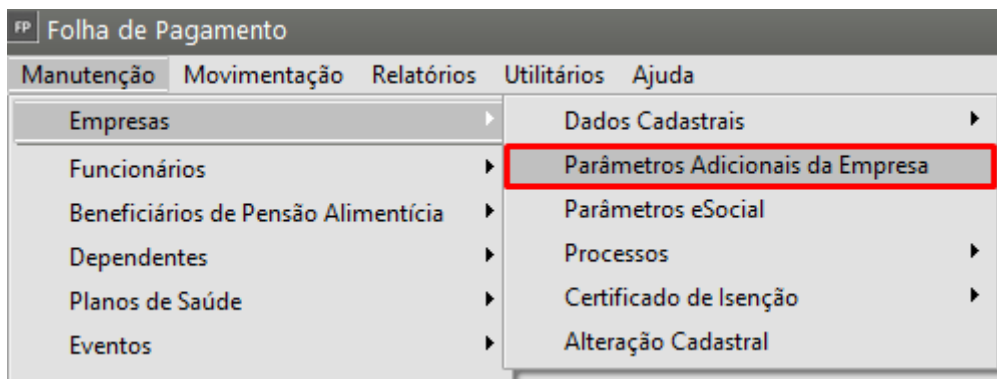 FP Folha de Pagamento
Manutenção Movimentação Relatórios Utilitários Ajuda
Empresas
Funcionários
Beneficiários de Pensão Alimentícia
Dependentes
Planos de Saúde
Eventos
Dados Cadastrais
Parâmetros Adicionais da Empresa
Parâmetros eSocial
Processos
Certificado de Isenção
Alteração Cadastral